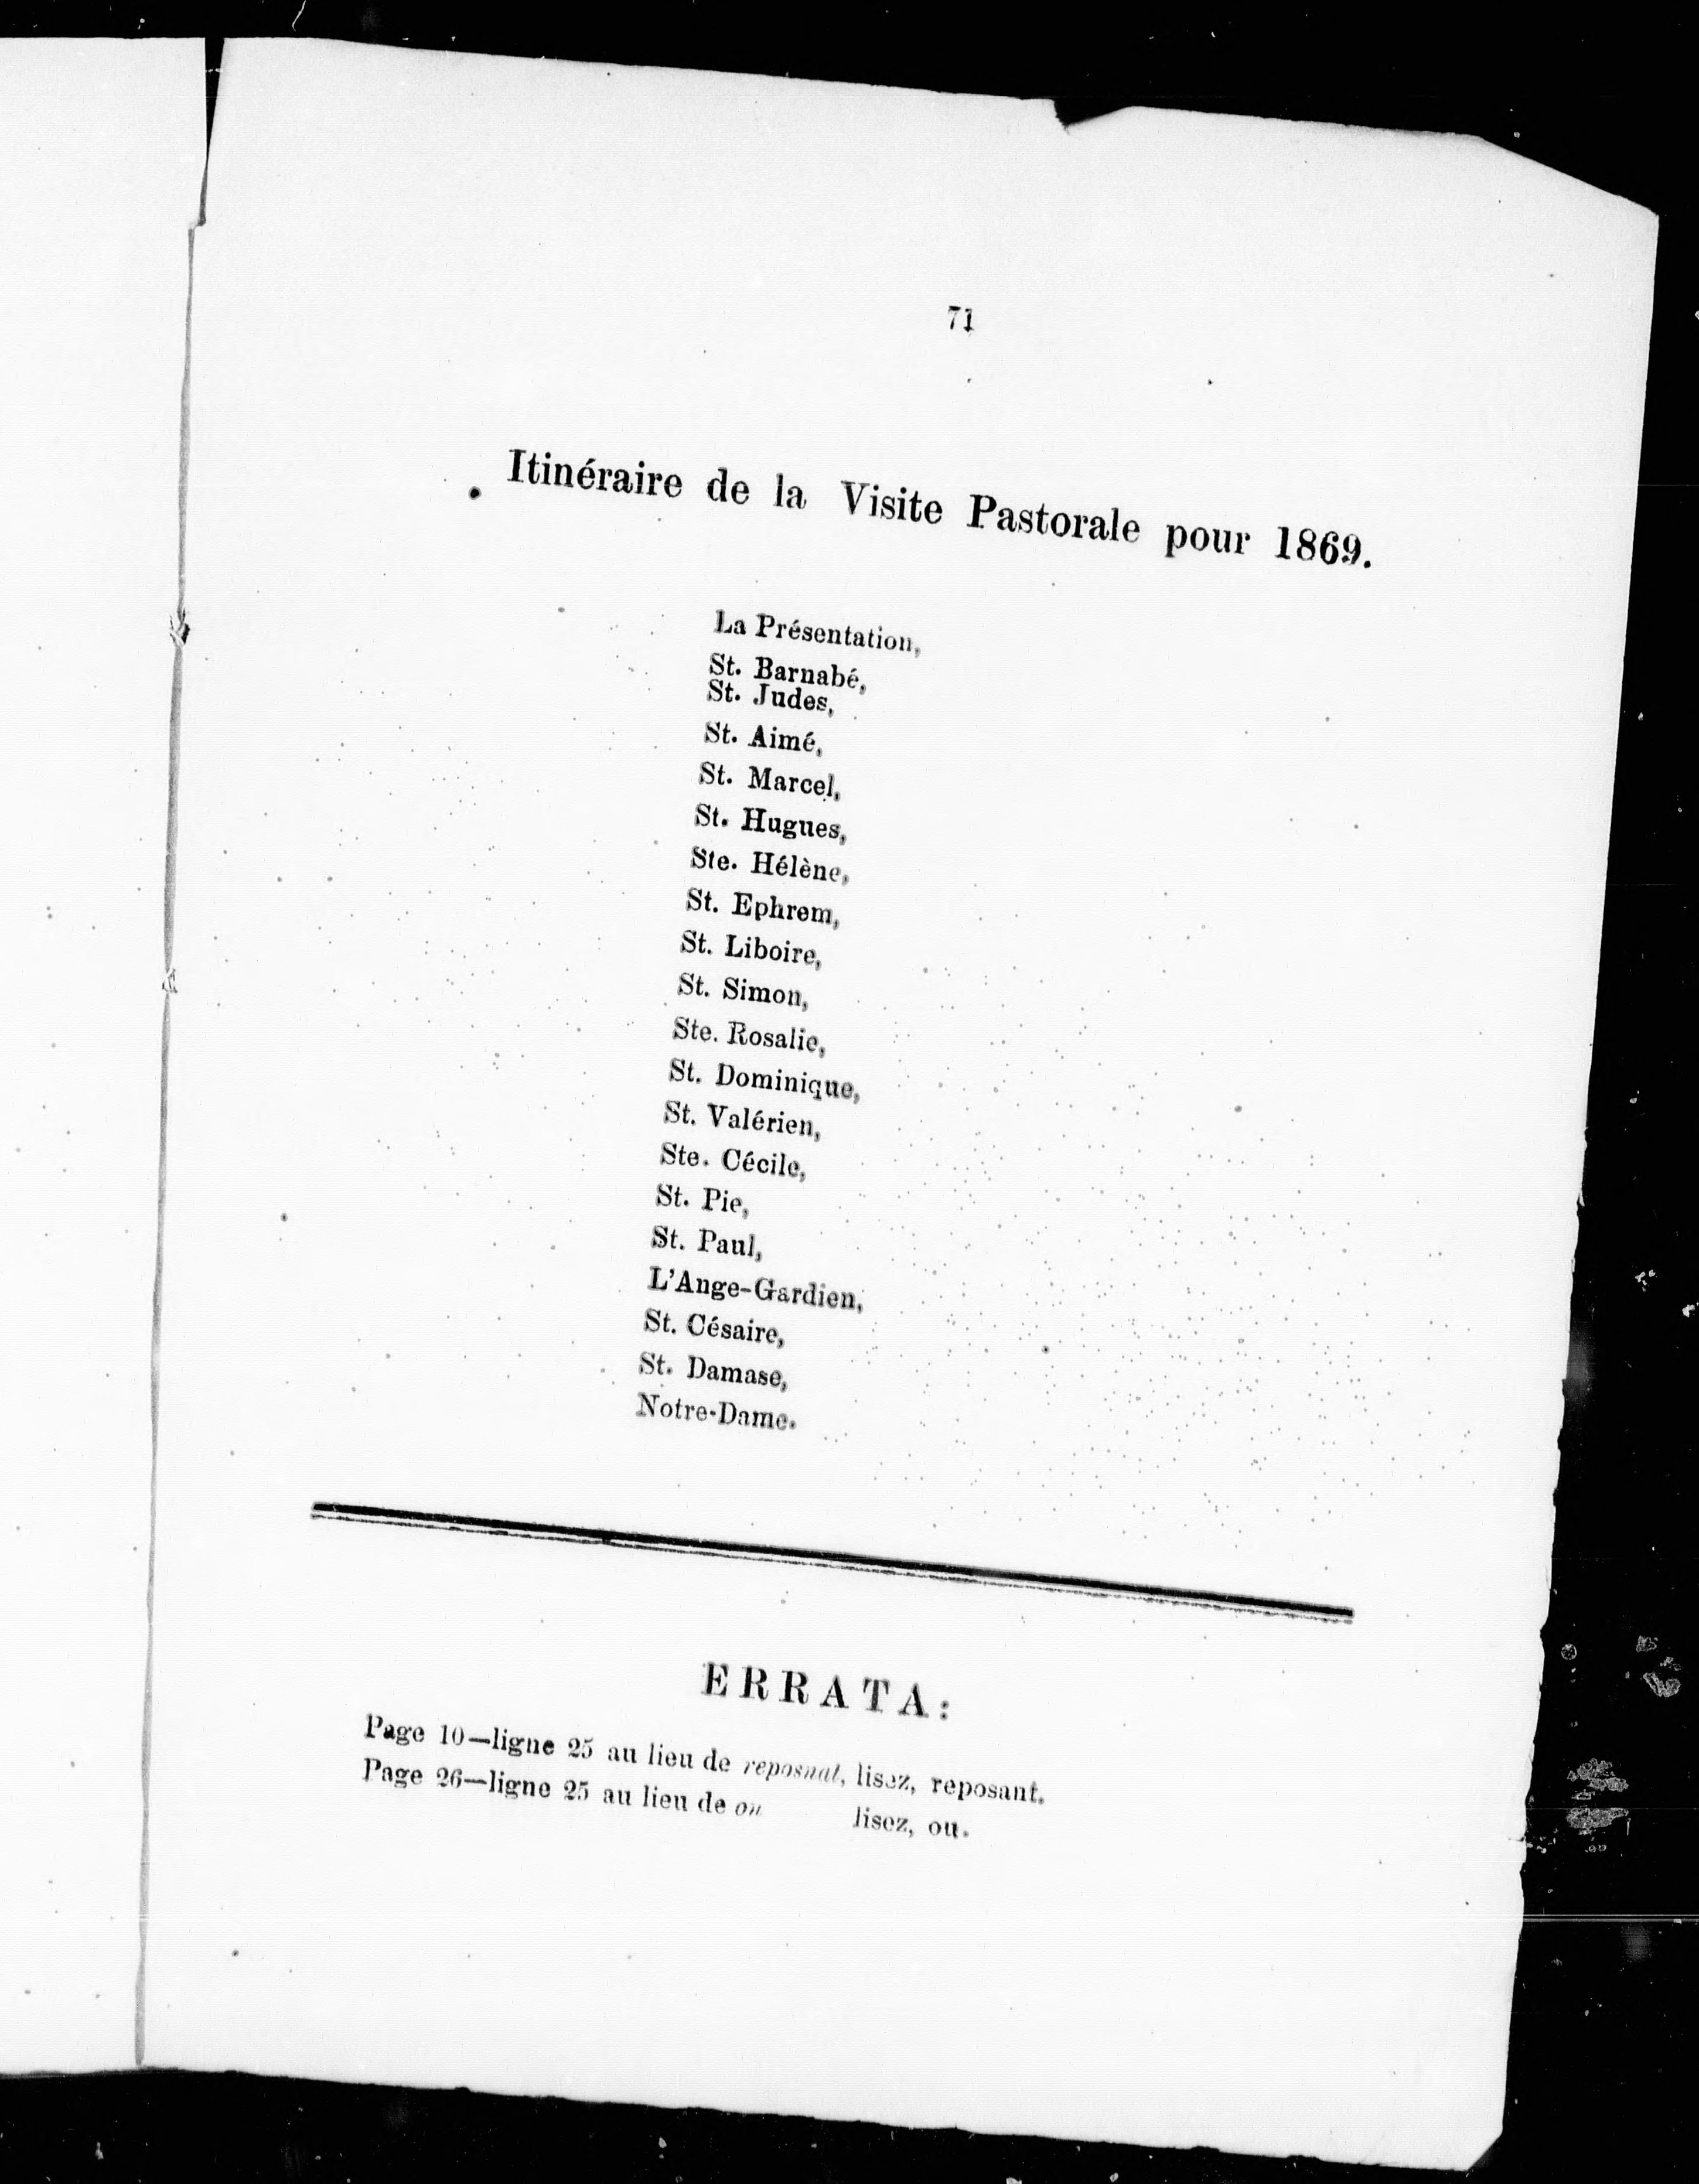 71
Itinéraire de la Visite Pastorale pour 1869.
La Présentation,
St. Barnabé,
St. Judes,
St. Aimé,
St. Marcel,
St. Hugues,
Ste. Hélène,
St. Ephrem,
St. Liboire,
St. Simon,
Ste. Rosalie,
St. Dominique,
St. Valérien,
Ste. Cécile,
St. Pie,
St. Paul,
L'Ange-Gardien,
St. Césaire,
St. Damase,
Notre-Dame.
ERRATA:
Page 10—ligne 25 au lieu de reposnat, lisez, reposant.
Page 26—ligne 25 au lieu de on lisez, ou.